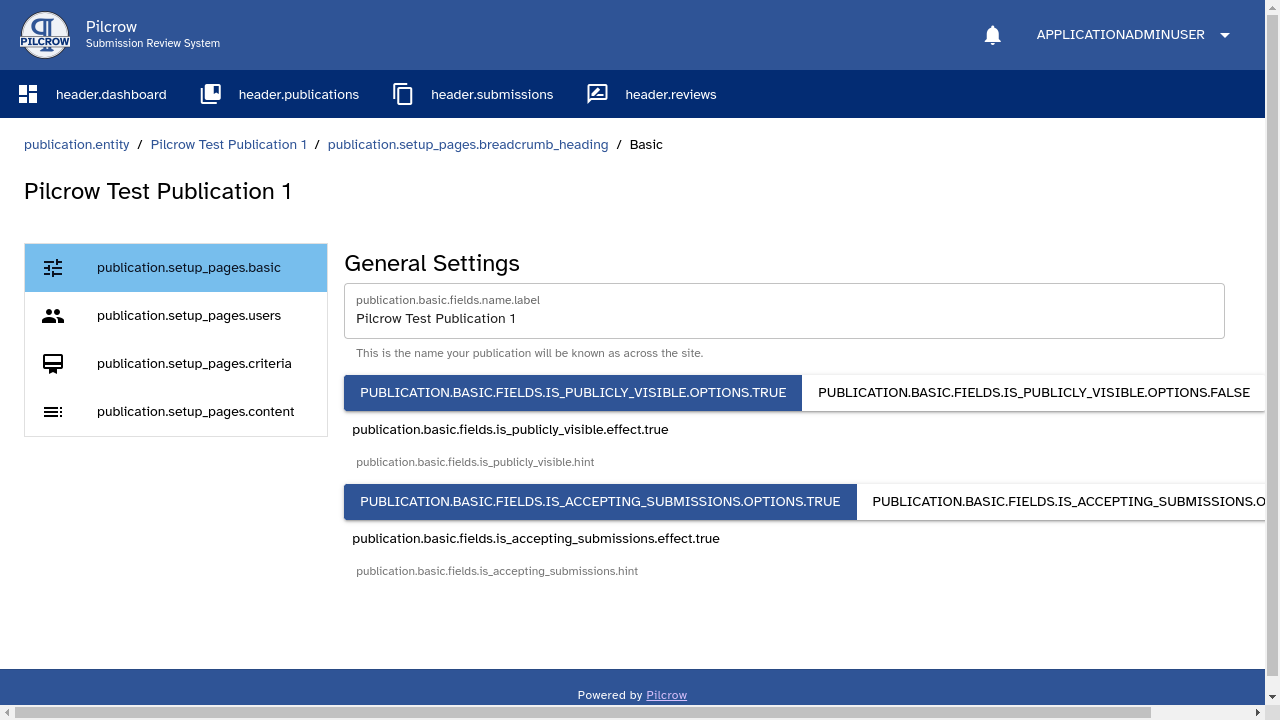 PILCROW
Pilcrow
Submission Review System
APPLICATIONADMINUSER
header.dashboard
header.publications
header.submissions
header.reviews
publication.entity / Pilcrow Test Publication 1 / publication.setup_pages.breadcrumb_heading / Basic
Pilcrow Test Publication 1
publication.setup_pages.basic
publication.setup_pages.users
publication.setup_pages.criteria
publication.setup_pages.content
General Settings
publication.basic.fields.name.label
Pilcrow Test Publication 1
This is the name your publication will be known as across the site.
PUBLICATION.BASIC.FIELDS.IS_PUBLICLY_VISIBLE.OPTIONS.TRUE PUBLICATION.BASIC.FIELDS.IS_PUBLICLY_VISIBLE.OPTIONS.FALSE
publication.basic.fields.is_publicly_visible.effect.true
publication.basic.fields.is_publicly_visible.hint
PUBLICATION.BASIC.FIELDS.IS_ACCEPTING_SUBMISSIONS.OPTIONS.TRUE PUBLICATION.BASIC.FIELDS.IS_ACCEPTING_SUBMISSIONS.O
publication.basic.fields.is_accepting_submissions.effect.true
publication.basic.fields.is_accepting_submissions.hint
Powered by Pilcrow